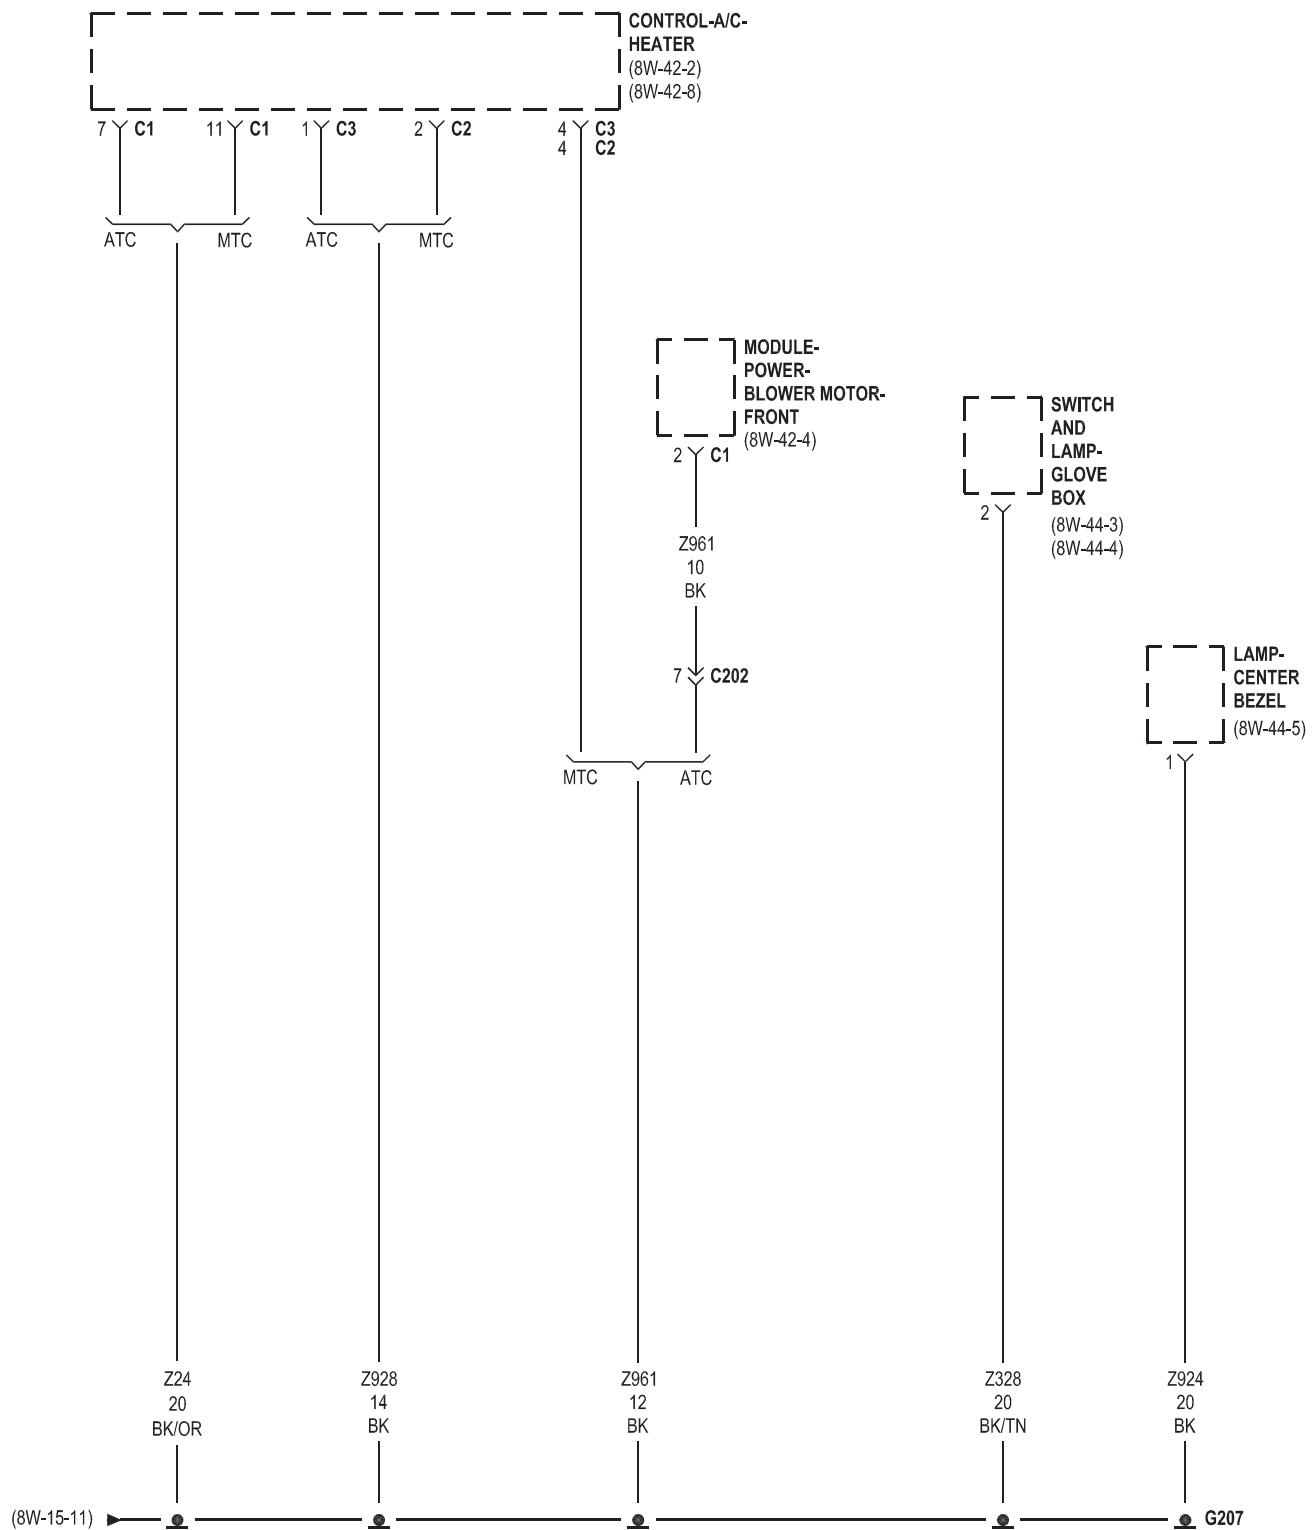 CONTROL-A/C-
HEATER
(8W-42-2)
(8W-42-8)
7 C1 11 C1 1 C3 2 C2 4 C3
4 C2
ATC MTC ATC MTC
MODULE-
POWER-
BLOWER MOTOR-
FRONT
(8W-42-4)
2 C1
SWITCH
AND
LAMP-
GLOVE
BOX
(8W-44-3)
(8W-44-4)
2
Z961
10
BK
7 C202
LAMP-
CENTER
BEZEL
(8W-44-5)
1
MTC ATC
Z24 Z928 Z961 Z328 Z924
20 14 12 20 20
BK/OR BK BK BK/TN BK
(8W-15-11) G207